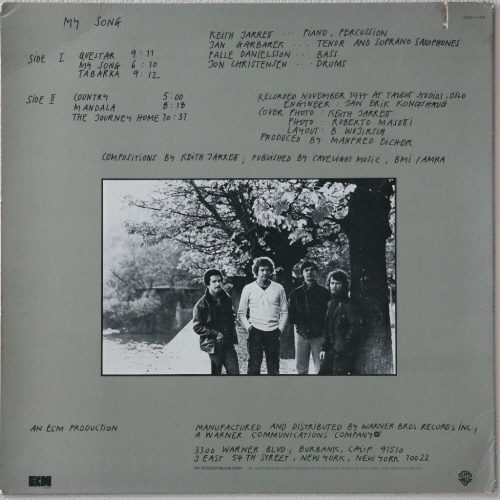 MY SONG
KEITH JARRETT ... PIANO, PERCUSSION
JAN GARBAREK ... TENOR AND SOPRANO SAXOPHONES
PALLE DANIELSSON ... BASS
JON CHRISTENSEN ... DRUMS
SIDE I QUESTAR 9:11
MY SONG 6:10
TABARKA 9:12
SIDE II COUNTRY 5:00
MANDALA 8:18
THE JOURNEY HOME 10:37
RECORDED NOVEMBER 1977 AT TALENT STUDIOS, OSLO
ENGINEER: JAN ERIK KONGSHAUG
COVER PHOTO: KEITH JARRETT
PHOTO: ROBERTO MASOTTI
LAYOUT: B. WOJIRSCH
PRODUCED BY MANFRED EICHER
COMPOSITIONS BY KEITH JARRETT; PUBLISHED BY CAVELIGHT MUSIC, BMI / AMRA
AN ECM PRODUCTION
MANUFACTURED AND DISTRIBUTED BY WARNER BROS. RECORDS INC,
A WARNER COMMUNICATIONS COMPANY
3300 WARNER BLVD, BURBANK, CALIF 91510
3 EAST 54TH STREET, NEW YORK, NEW YORK 10022
ECM